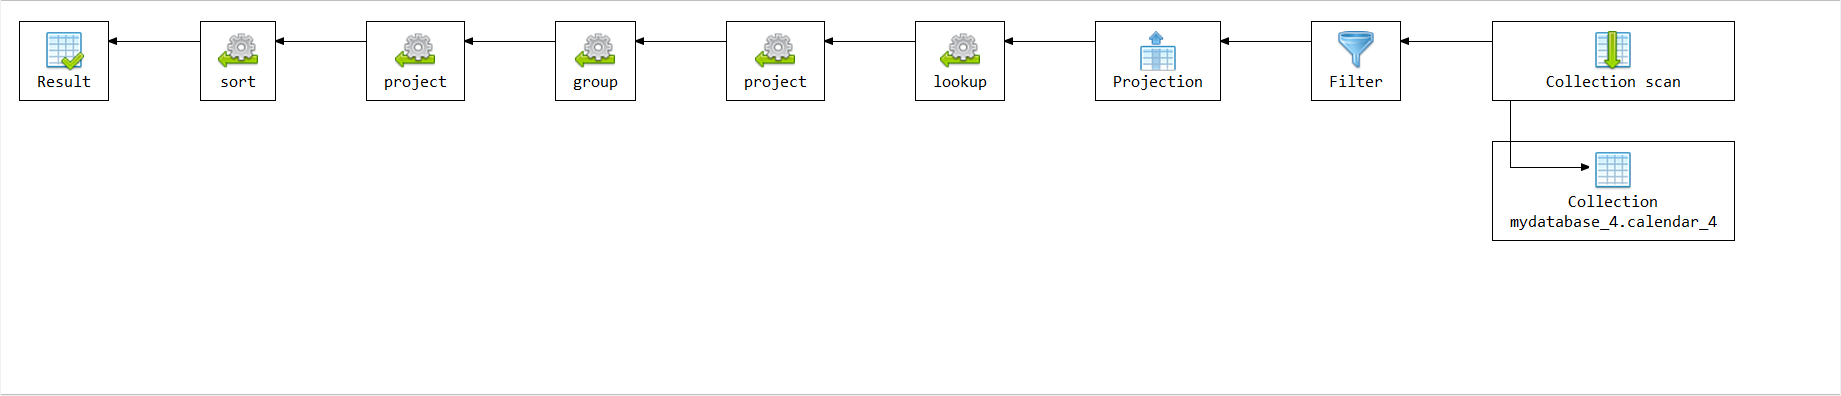 Result
sort
project
group
project
lookup
Projection
Filter
Collection scan
Collection
mydatabase_4.calendar_4